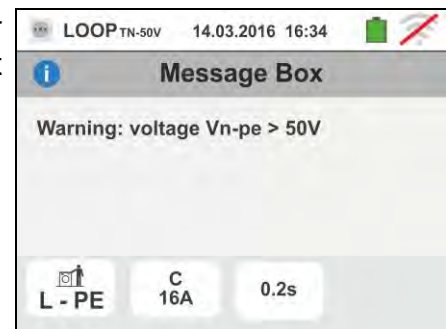 LOOP TN-50V 14.03.2016 16:34
Message Box
Warning: voltage Vn-pe > 50V
L - PE
C
16A
0.2s